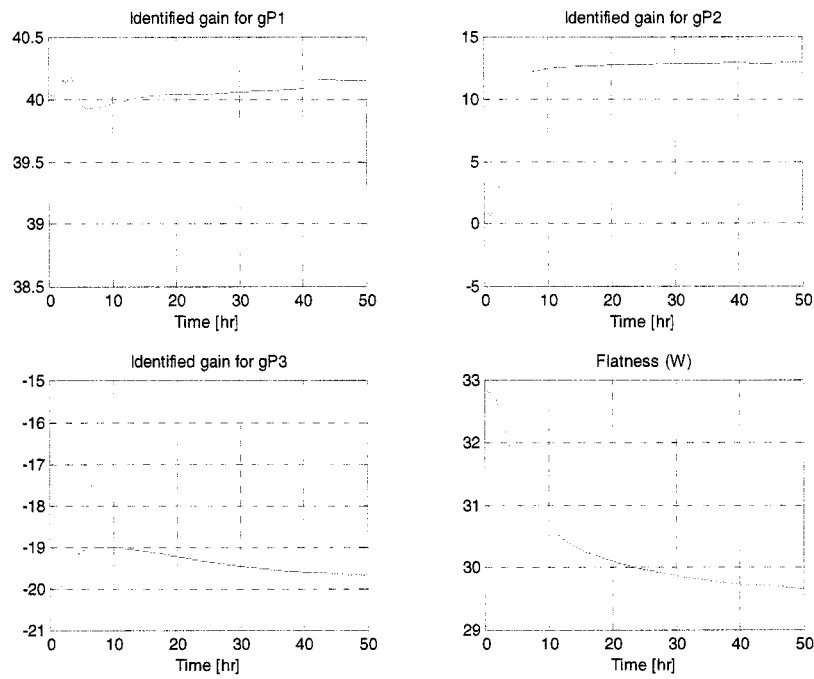 Identified gain for gP1
40.5
40
39.5
39
38.5
0 10 20 30 40 50
Time [hr]
Identified gain for gP2
15
10
5
0
-5
0 10 20 30 40 50
Time [hr]
Identified gain for gP3
-15
-16
-17
-18
-19
-20
-21
0 10 20 30 40 50
Time [hr]
Flatness (W)
33
32
31
30
29
0 10 20 30 40 50
Time [hr]